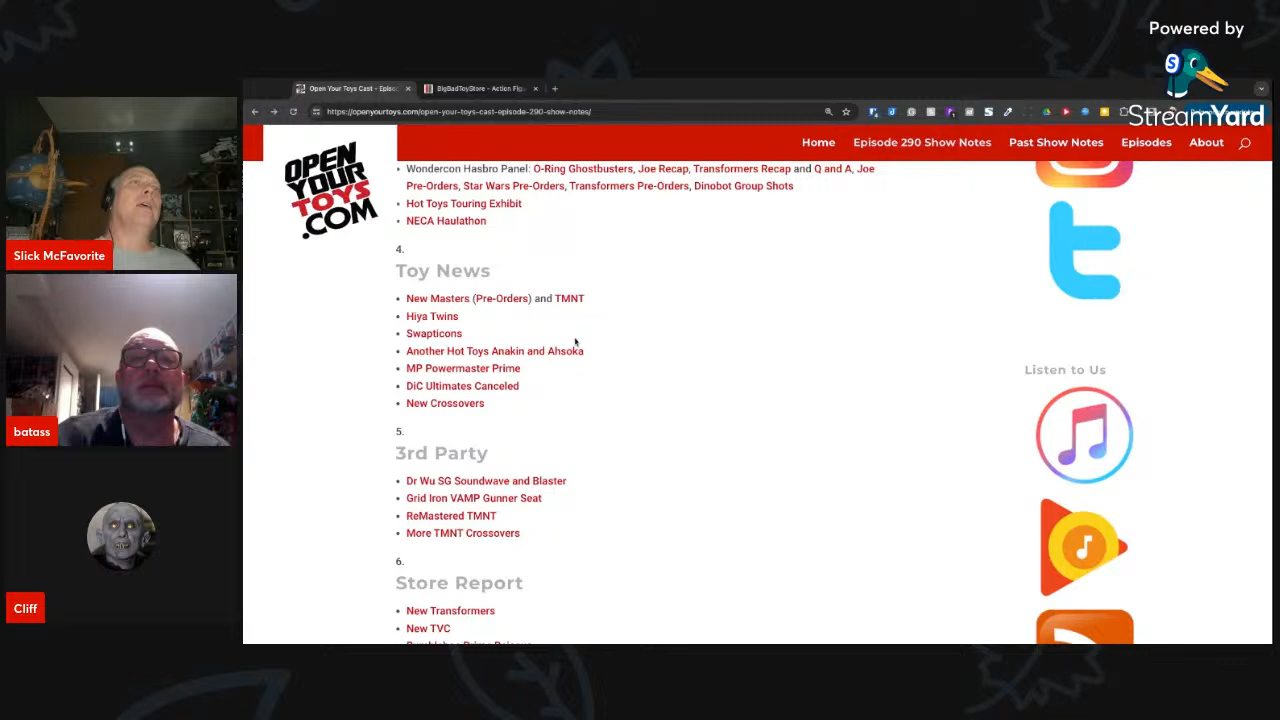 Powered by
S
StreamYard
Open Your Toys Cast - Episo
BigBadToyStore - Action Fig
https://openyourtoys.com/open-your-toys-cast-episode-290-show-notes/
OPEN
YOUR
TOYS
.COM
Home
Episode 290 Show Notes
Past Show Notes
Episodes
About
• Wondercon Hasbro Panel: O-Ring Ghostbusters, Joe Recap, Transformers Recap and Q and A, Joe
Pre-Orders, Star Wars Pre-Orders, Transformers Pre-Orders, Dinobot Group Shots
• Hot Toys Touring Exhibit
• NECA Haulathon
4.
Toy News
• New Masters (Pre-Orders) and TMNT
• Hiya Twins
• Swapticons
• Another Hot Toys Anakin and Ahsoka
• MP Powermaster Prime
• DiC Ultimates Canceled
• New Crossovers
5.
3rd Party
• Dr Wu SG Soundwave and Blaster
• Grid Iron VAMP Gunner Seat
• ReMastered TMNT
• More TMNT Crossovers
6.
Store Report
• New Transformers
• New TVC
Listen to Us
Slick McFavorite
batass
Cliff